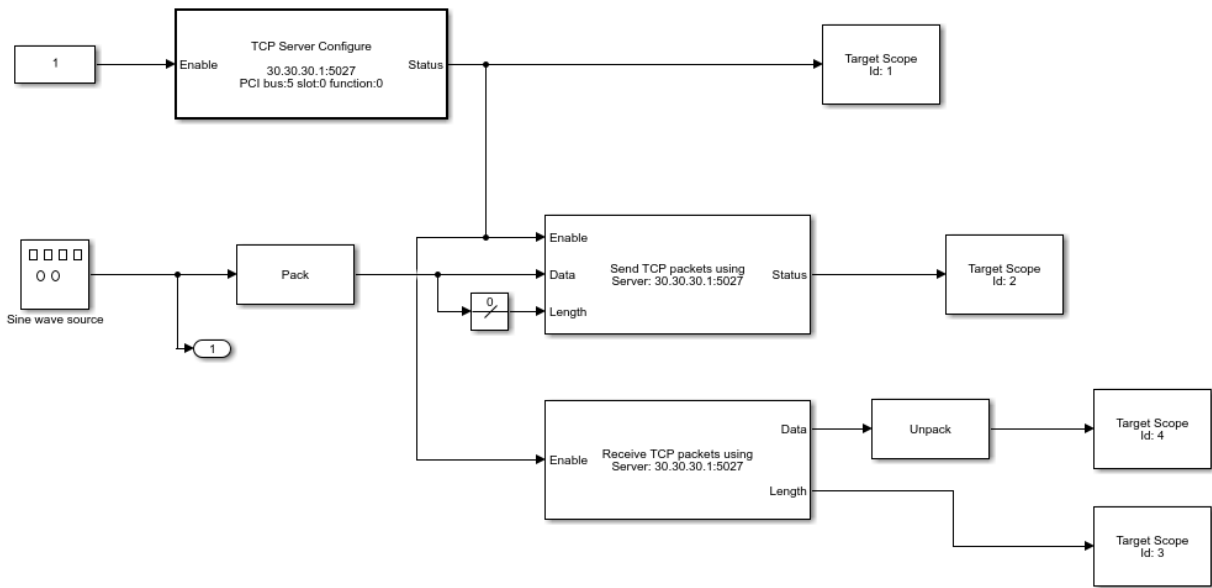 1
Enable
TCP Server Configure
30.30.30.1:5027
PCI bus:5 slot:0 function:0
Status
Target Scope
Id: 1
Sine wave source
1
Pack
0
Enable
Data
Length
Send TCP packets using
Server: 30.30.30.1:5027
Status
Target Scope
Id: 2
Enable
Receive TCP packets using
Server: 30.30.30.1:5027
Data
Length
Unpack
Target Scope
Id: 4
Target Scope
Id: 3